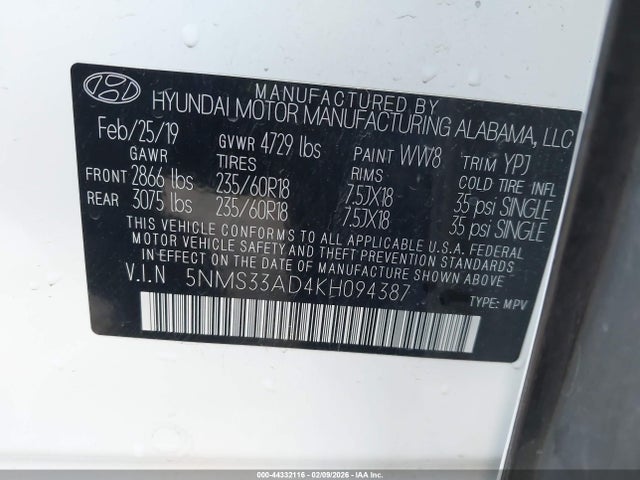 MANUFACTURED BY
HYUNDAI MOTOR MANUFACTURING ALABAMA, LLC
Feb/25/19 GVWR 4729 lbs PAINT WW8 TRIM YPJ
GAWR TIRES RIMS COLD TIRE INFL
FRONT 2866 lbs 235/60R18 7.5JX18 35 psi SINGLE
REAR 3075 lbs 235/60R18 7.5JX18 35 psi SINGLE
THIS VEHICLE CONFORMS TO ALL APPLICABLE U.S.A. FEDERAL
MOTOR VEHICLE SAFETY AND THEFT PREVENTION STANDARDS
IN EFFECT ON THE DATE OF MANUFACTURE SHOWN ABOVE
V.I.N 5NMS33AD4KH094387
TYPE: MPV
000-44332116 - 02/09/2026 - IAA Inc.